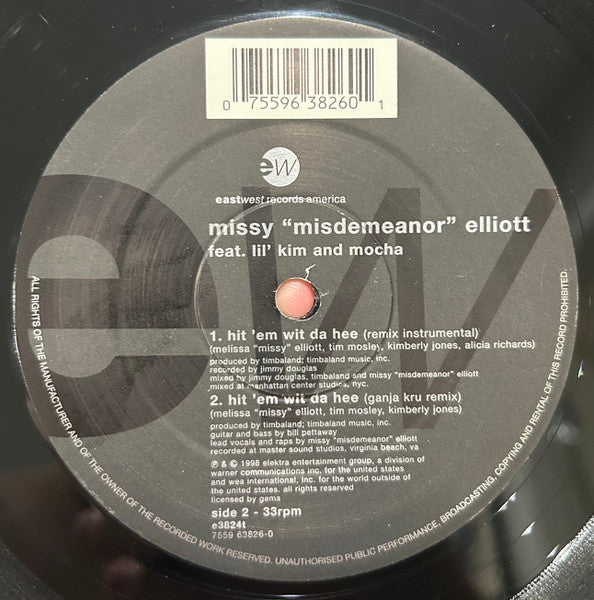 0 75596 38260 1
ew
eastwest records america
missy "misdemeanor" elliott
feat. lil' kim and mocha
1. hit 'em wit da hee (remix instrumental)
(melissa "missy" elliott, tim mosley, kimberly jones, alicia richards)
produced by timbaland; timbaland music, inc.
recorded by jimmy douglas
mixed by jimmy douglas, timbaland and missy "misdemeanor" elliott
mixed at manhattan center studios, nyc.
2. hit 'em wit da hee (ganja kru remix)
(melissa "missy" elliott, tim mosley, kimberly jones)
produced by timbaland; timbaland music, inc.
guitar and bass by bill pettaway
lead vocals and raps by missy "misdemeanor" elliott
recorded at master sound studios, virginia beach, va
℗ & © 1998 elektra entertainment group, a division of
warner communications inc. for the united states
and wea international, inc. for the world outside of
the united states. all rights reserved
licensed by gema
side 2 - 33rpm
e3824t
7559 63826-0
ALL RIGHTS OF THE MANUFACTURER AND OF THE OWNER OF THE RECORDED WORK RESERVED. UNAUTHORISED PUBLIC PERFORMANCE, BROADCASTING, COPYING AND RENTAL OF THIS RECORD PROHIBITED.
ew